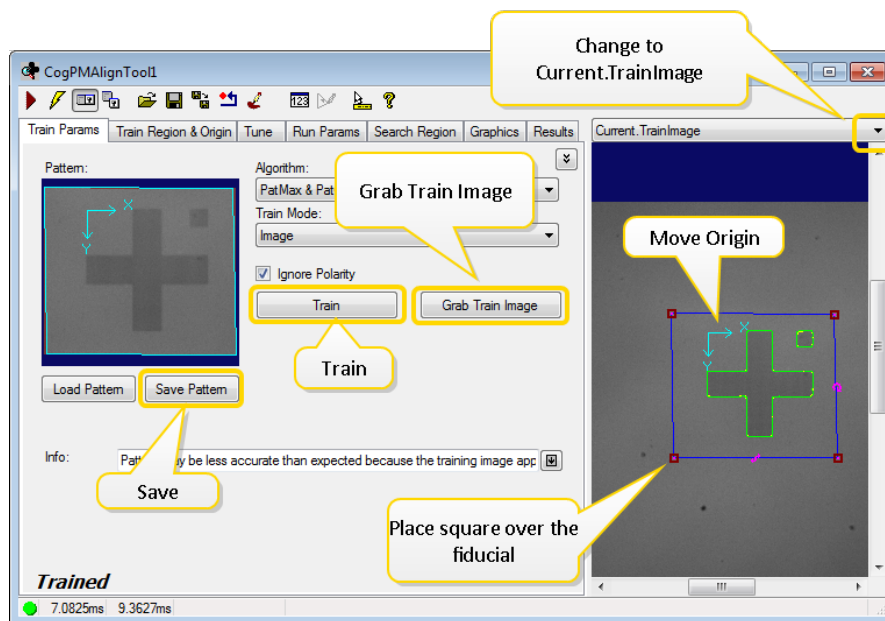 Change to
Current.TrainImage
CogPMAlignTool1
123
?
Train Params Train Region & Origin Tune Run Params Search Region Graphics Results
Current.TrainImage
Pattern:
X
Y
Algorithm:
PatMax & Pat
Train Mode:
Image
Ignore Polarity
Train Grab Train Image
Grab Train Image
Move Origin
X
Y
Train
Load Pattern Save Pattern
Info:
be less accurate than expected because the training image app
Save
Place square over the
fiducial
Trained
7.0825ms 9.3627ms